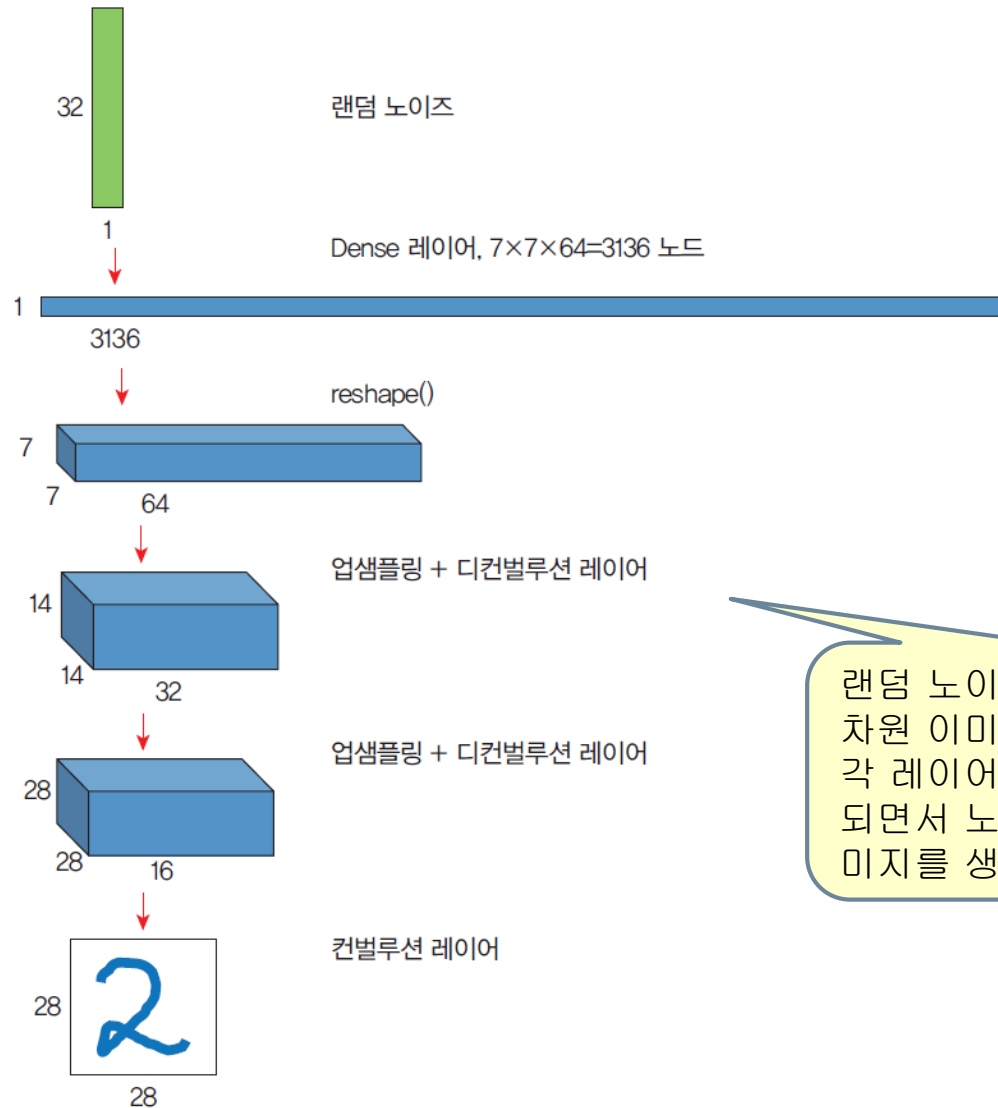 32
랜덤 노이즈
1
Dense 레이어, 7×7×64=3136 노드
1
3136
reshape()
7
7
64
업샘플링 + 디컨벌루션 레이어
14
14
32
업샘플링 + 디컨벌루션 레이어
28
28
16
랜덤 노이
차원 이미
각 레이어
되면서 노
미지를 생
컨벌루션 레이어
28
2
28